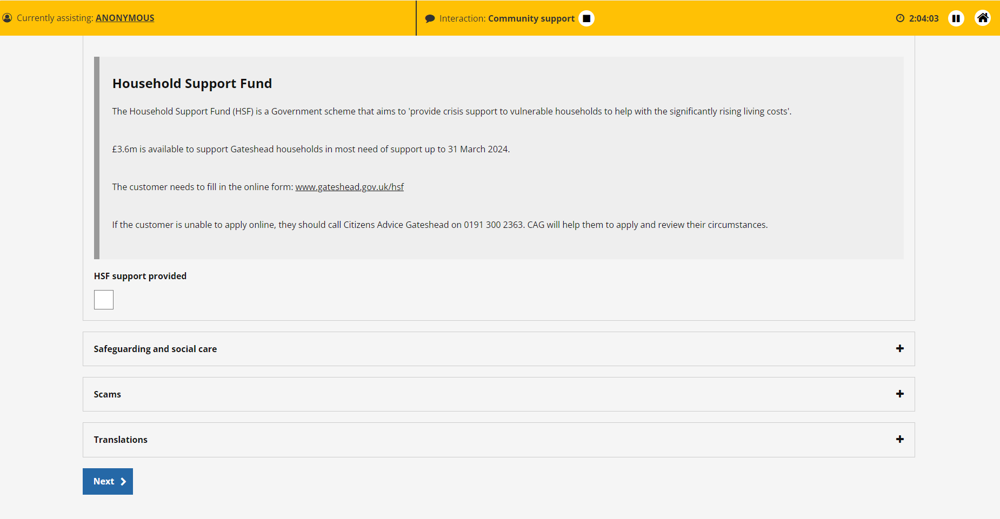 Currently assisting: ANONYMOUS
Interaction: Community support
2:04:03
Household Support Fund
The Household Support Fund (HSF) is a Government scheme that aims to 'provide crisis support to vulnerable households to help with the significantly rising living costs'.
£3.6m is available to support Gateshead households in most need of support up to 31 March 2024.
The customer needs to fill in the online form: www.gateshead.gov.uk/hsf
If the customer is unable to apply online, they should call Citizens Advice Gateshead on 0191 300 2363. CAG will help them to apply and review their circumstances.
HSF support provided
Safeguarding and social care
Scams
Translations
Next